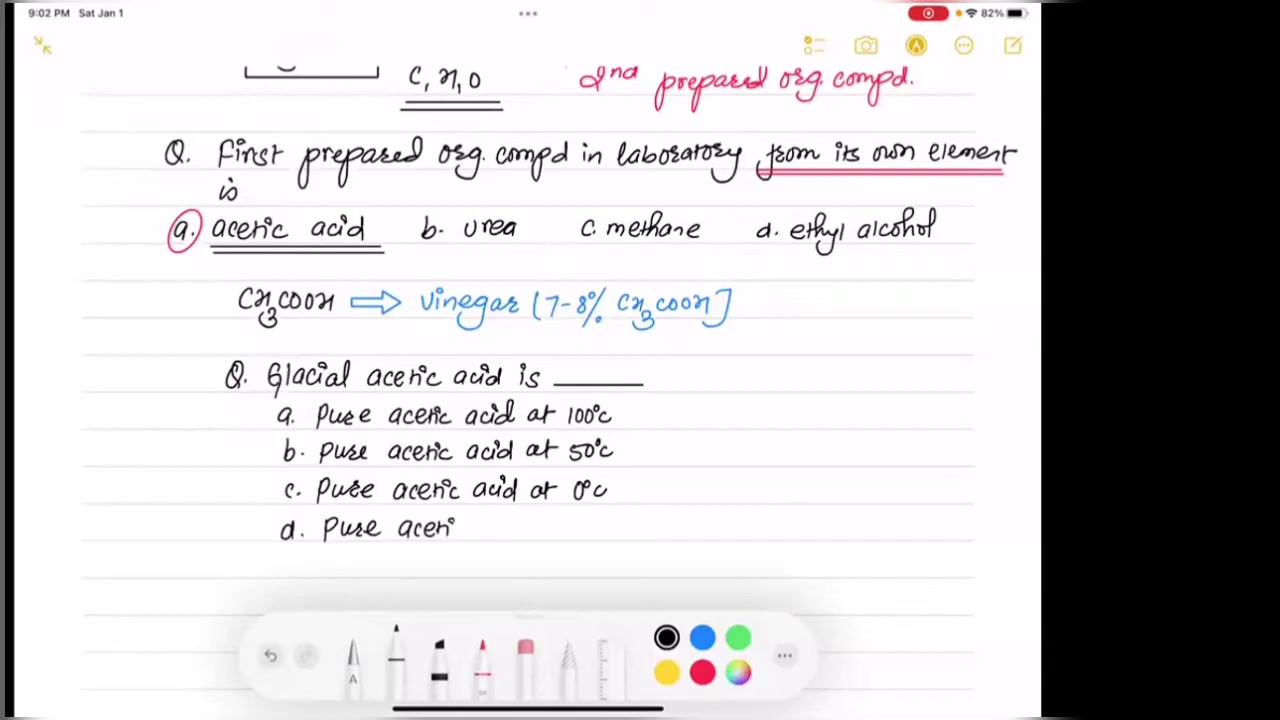 9:02 PM Sat Jan 1
82%
C, H, O
2nd prepared org. compd.
Q. First prepared org. compd in laboratory from its own element
is
a. acetic acid b. urea c. methane d. ethyl alcohol
CH3COOH ⇒ vinegar [7-8% CH3COOH]
Q. Glacial acetic acid is ______
a. Pure acetic acid at 100°C
b. Pure acetic acid at 50°C
c. Pure acetic acid at 0°C
d. Pure aceti
A